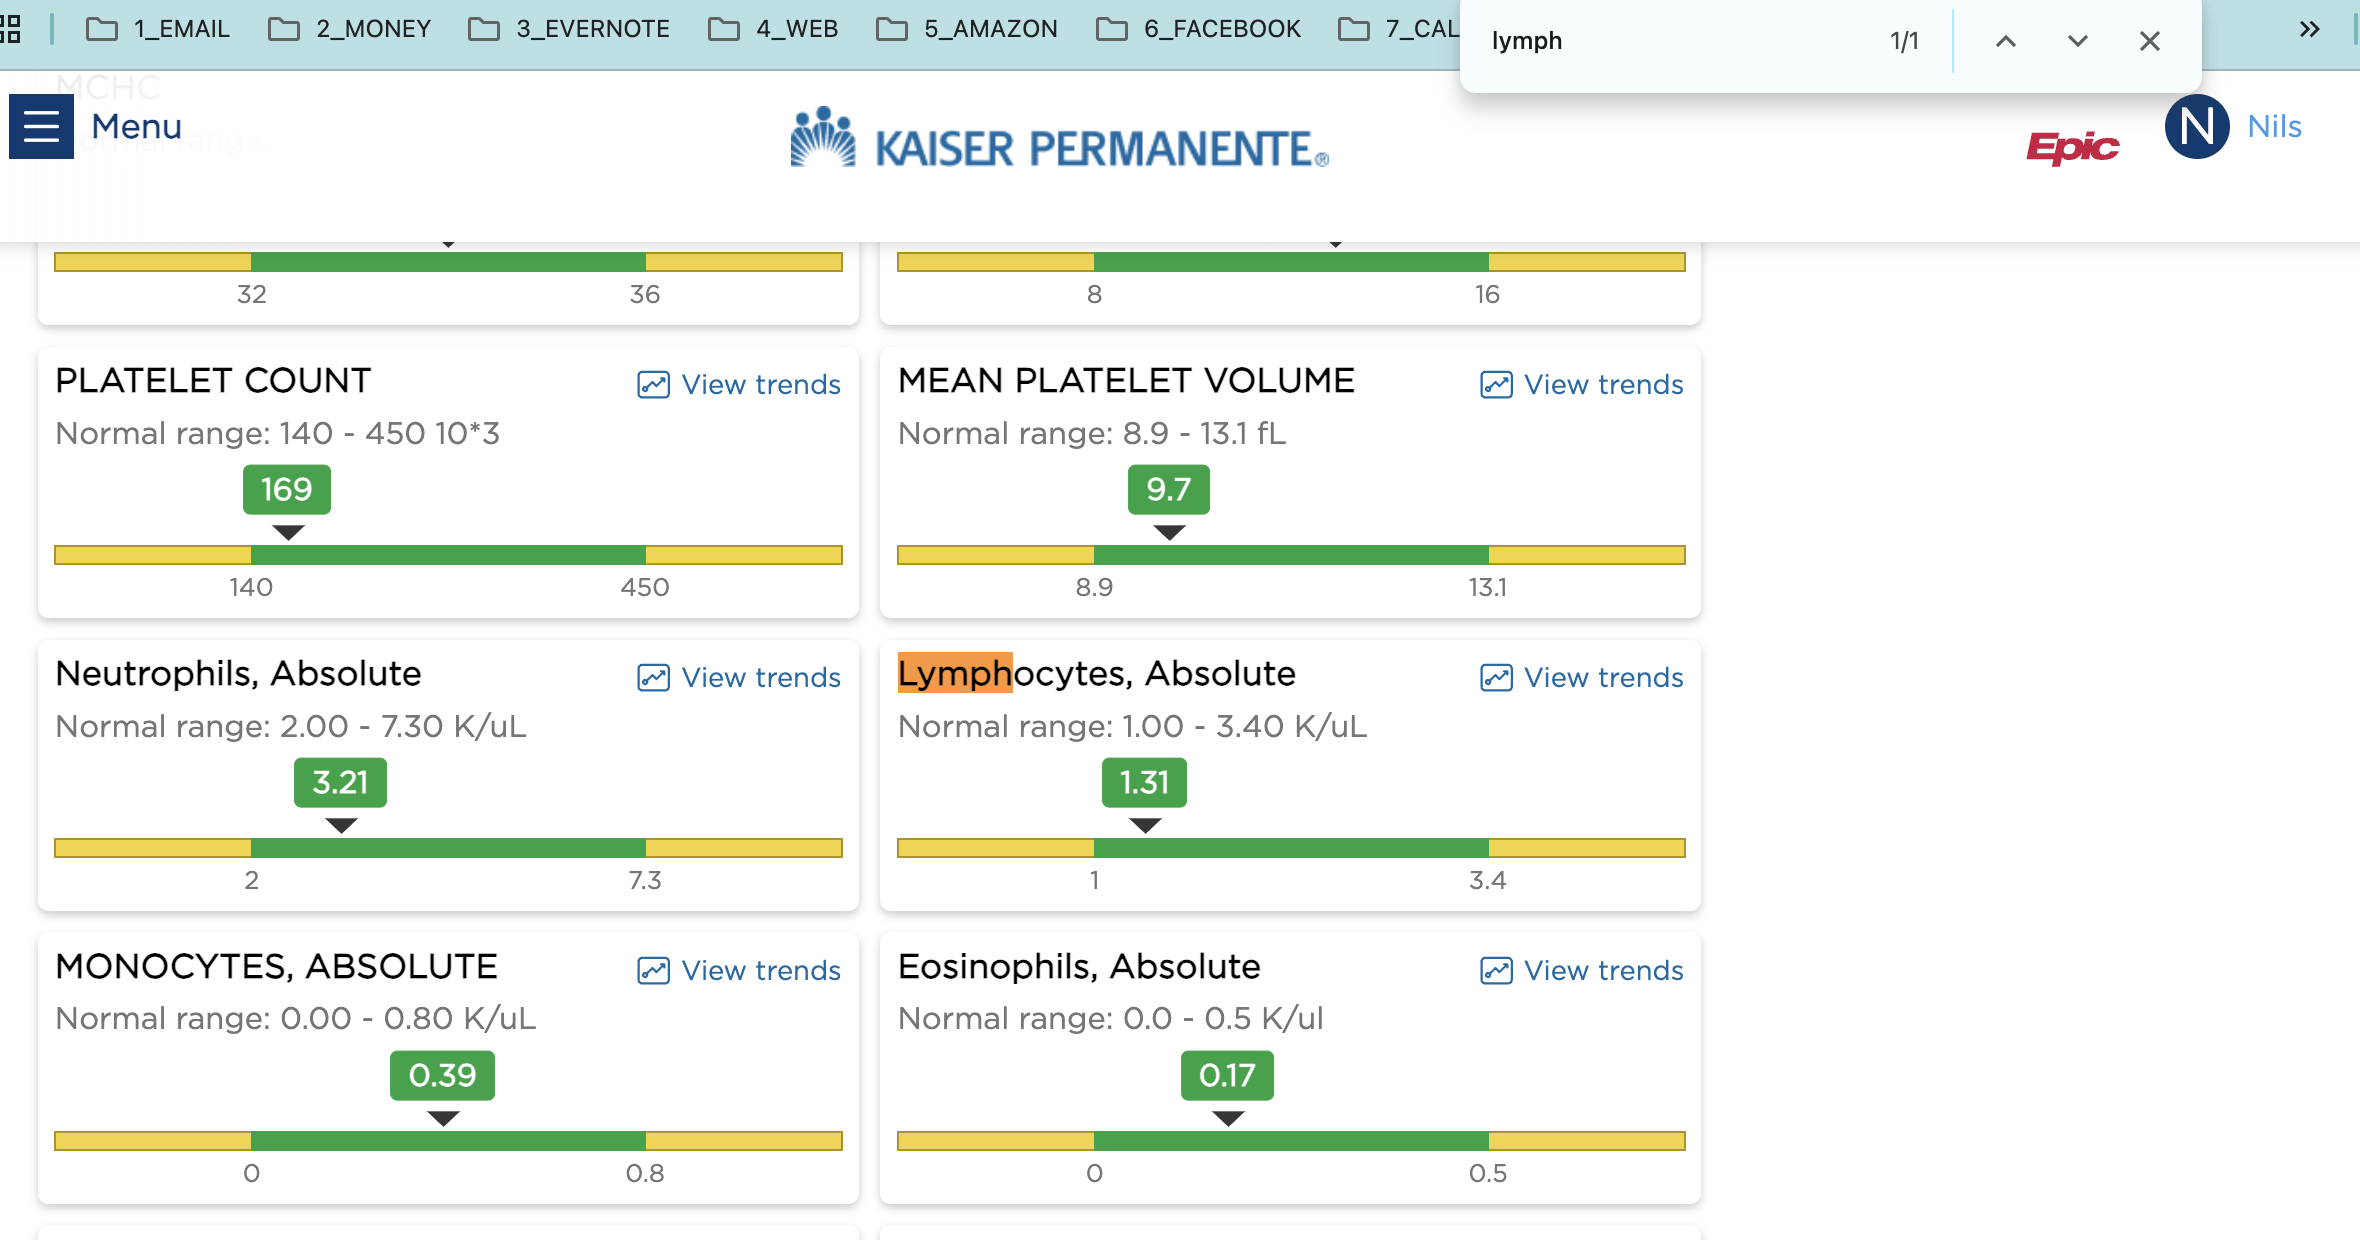 1_EMAIL 2_MONEY 3_EVERNOTE 4_WEB 5_AMAZON 6_FACEBOOK 7_CAL
lymph 1/1
MCHC
Menu
Normal range:
KAISER PERMANENTE®
Epic
N Nils
32 36
8 16
PLATELET COUNT View trends
Normal range: 140 - 450 10*3
169
140 450
MEAN PLATELET VOLUME View trends
Normal range: 8.9 - 13.1 fL
9.7
8.9 13.1
Neutrophils, Absolute View trends
Normal range: 2.00 - 7.30 K/uL
3.21
2 7.3
Lymphocytes, Absolute View trends
Normal range: 1.00 - 3.40 K/uL
1.31
1 3.4
MONOCYTES, ABSOLUTE View trends
Normal range: 0.00 - 0.80 K/uL
0.39
0 0.8
Eosinophils, Absolute View trends
Normal range: 0.0 - 0.5 K/ul
0.17
0 0.5